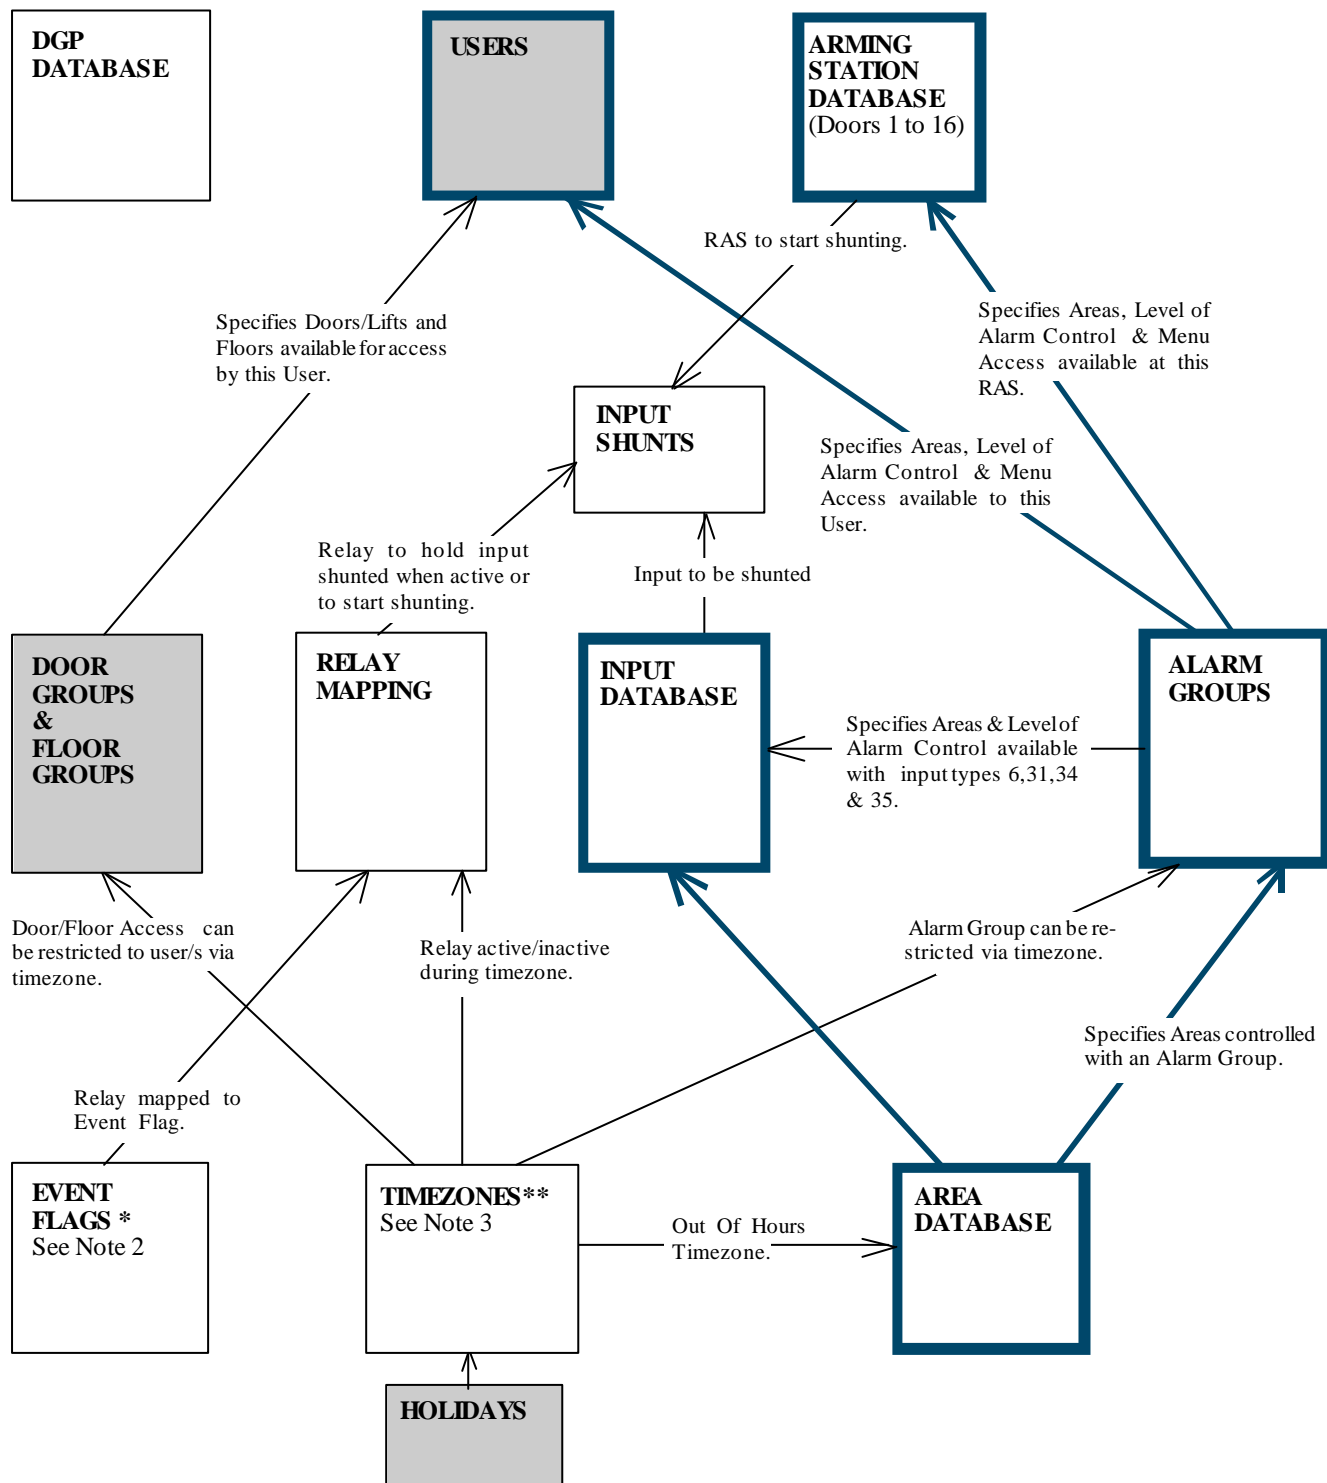 DGP
DATABASE
USERS
ARMING
STATION
DATABASE
(Doors 1 to 16)
RAS to start shunting.
Specifies Doors/Lifts and
Floors available for access
by this User.
Specifies Areas, Level of
Alarm Control & Menu
Access available at this
RAS.
INPUT
SHUNTS
Specifies Areas, Level of
Alarm Control & Menu
Access available to this
User.
Relay to hold input
shunted when active or
to start shunting.
Input to be shunted
DOOR
GROUPS
&
FLOOR
GROUPS
RELAY
MAPPING
INPUT
DATABASE
ALARM
GROUPS
Specifies Areas & Level of
Alarm Control available
with input types 6,31,34
& 35.
Door/Floor Access can
be restricted to user/s via
timezone.
Relay active/inactive
during timezone.
Alarm Group can be re-
stricted via timezone.
Specifies Areas controlled
with an Alarm Group.
Relay mapped to
Event Flag.
EVENT
FLAGS *
See Note 2
TIMEZONES**
See Note 3
Out Of Hours
Timezone.
AREA
DATABASE
HOLIDAYS